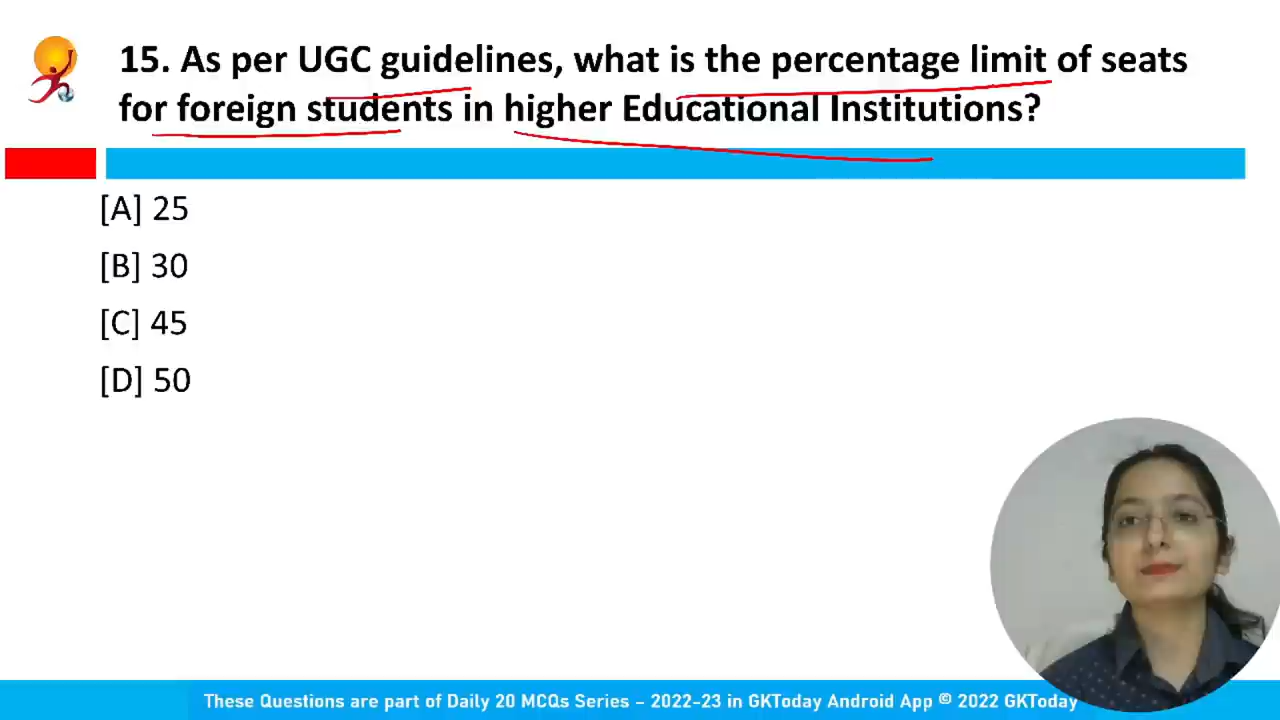 15. As per UGC guidelines, what is the percentage limit of seats
for foreign students in higher Educational Institutions?
[A] 25
[B] 30
[C] 45
[D] 50
These Questions are part of Daily 20 MCQs Series – 2022-23 in GKToday Android App © 2022 GKToday